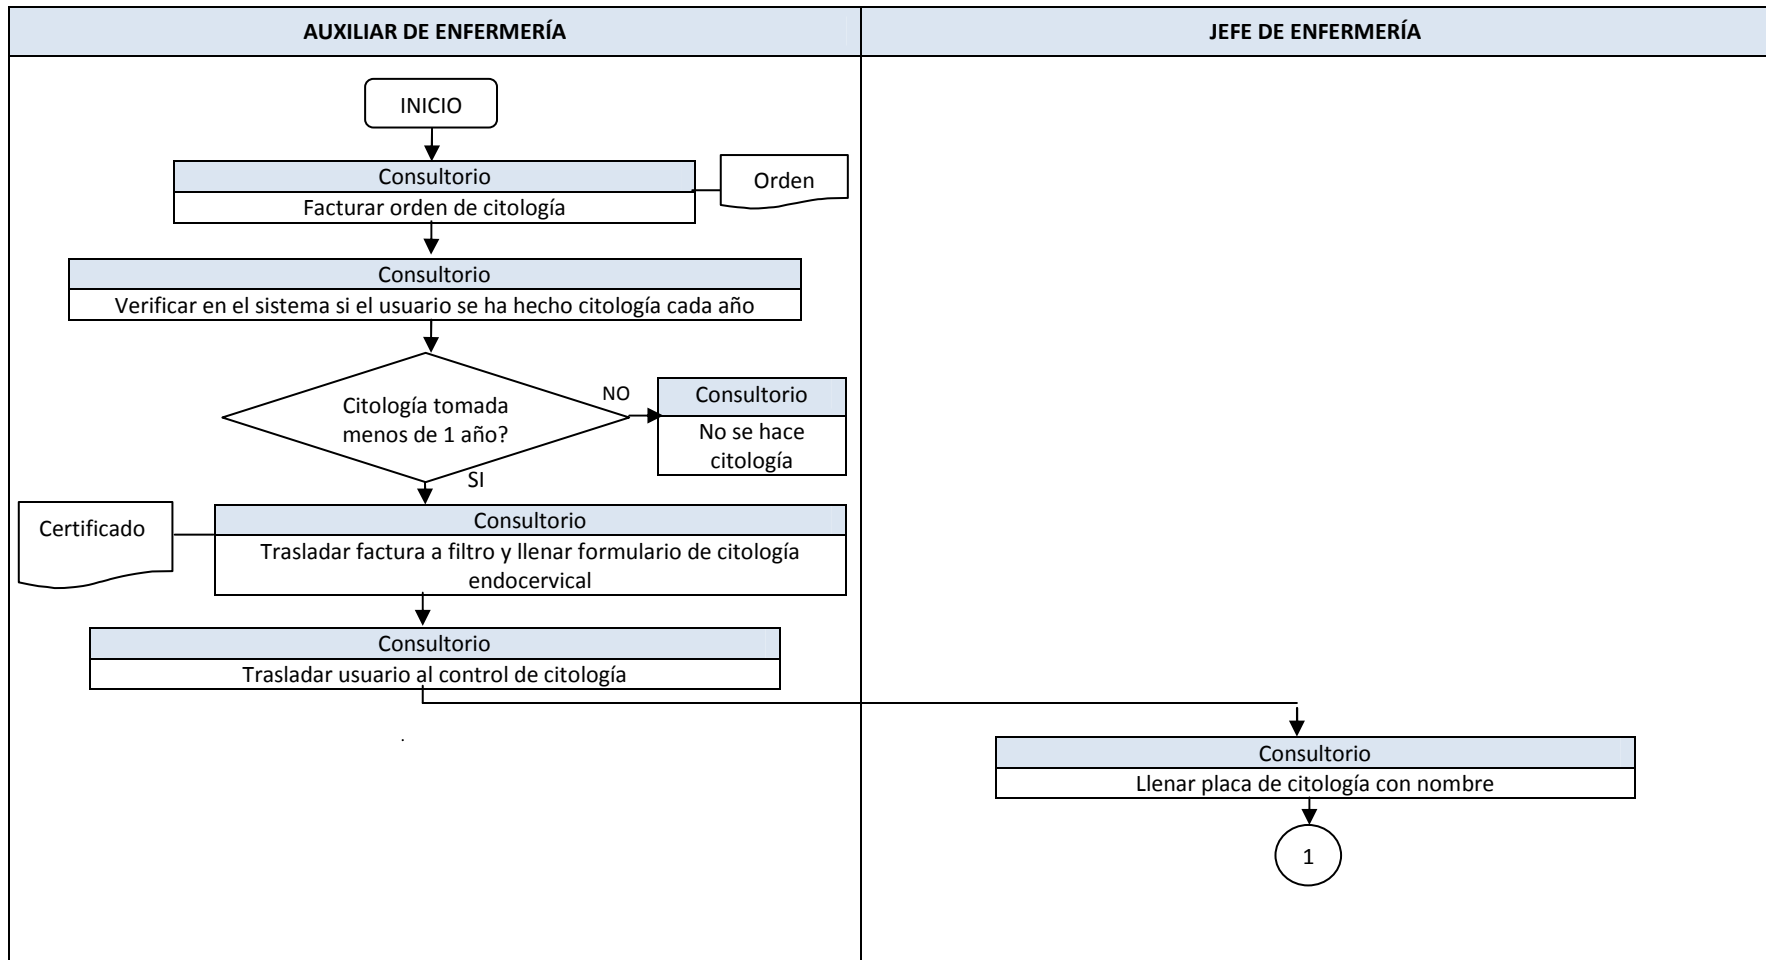 AUXILIAR DE ENFERMERÍA
JEFE DE ENFERMERÍA
INICIO
Consultorio
Facturar orden de citología
Orden
Consultorio
Verificar en el sistema si el usuario se ha hecho citología cada año
Citología tomada
menos de 1 año?
NO
Consultorio
No se hace
citología
SI
Certificado
Consultorio
Trasladar factura a filtro y llenar formulario de citología
endocervical
Consultorio
Trasladar usuario al control de citología
.
Consultorio
Llenar placa de citología con nombre
1